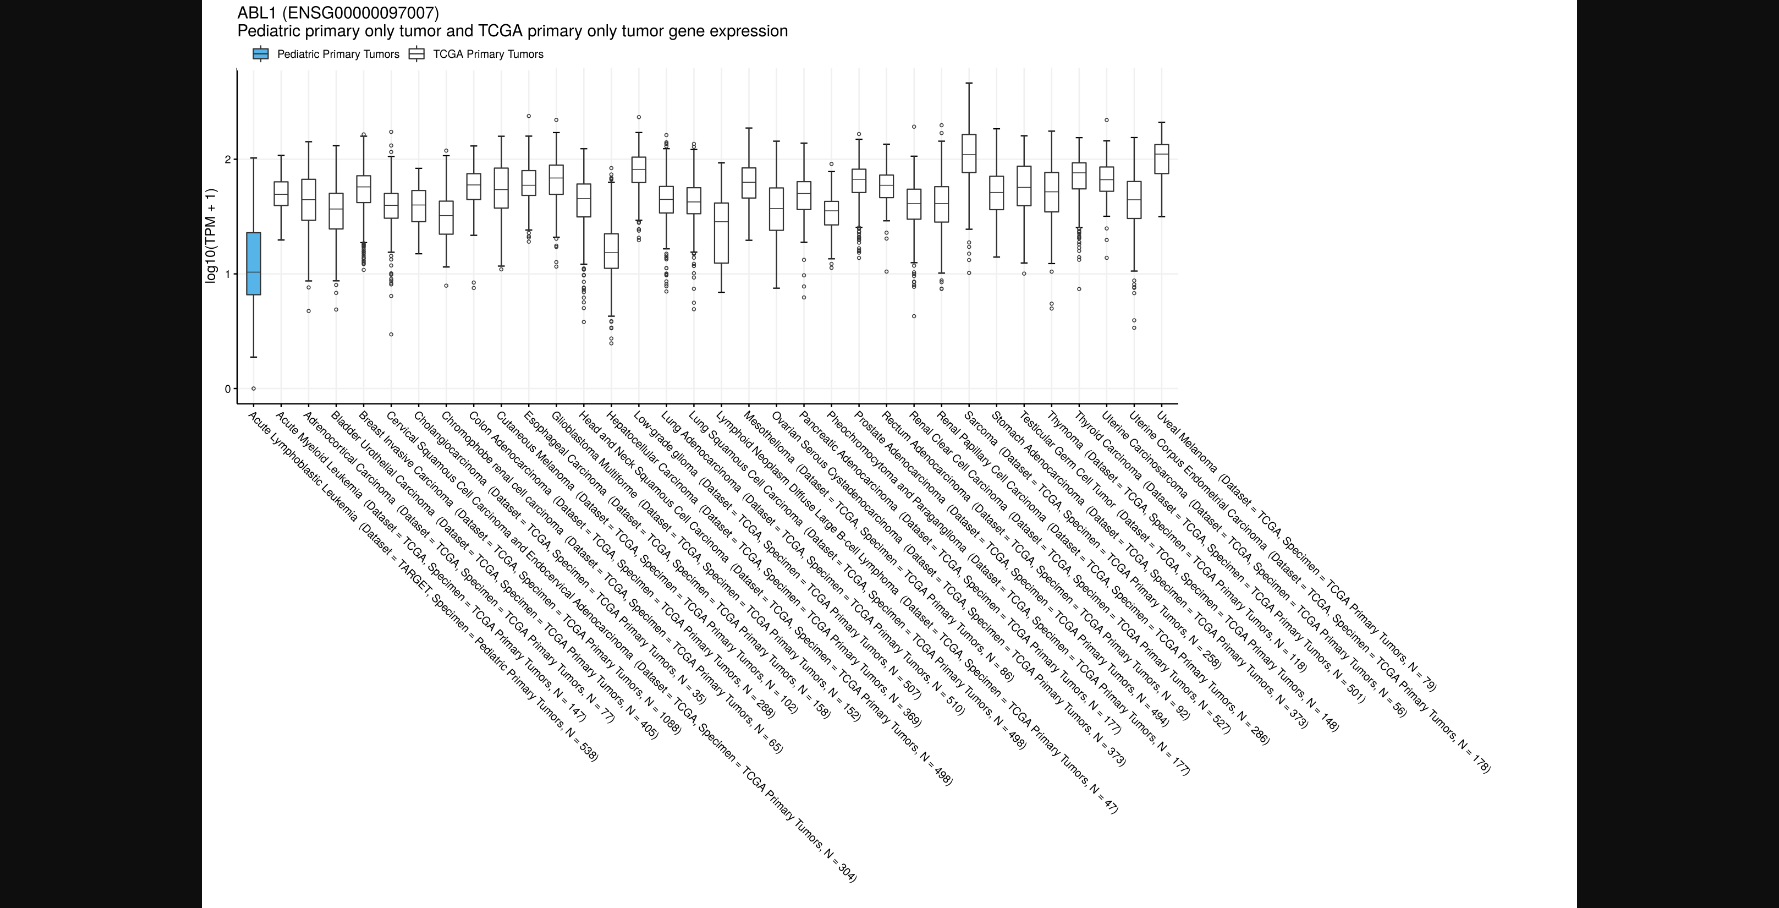 ABL1 (ENSG00000097007)
Pediatric primary only tumor and TCGA primary only tumor gene expression
Pediatric Primary Tumors
TCGA Primary Tumors
log10(TPM + 1)
2
1
0
Acute Lymphoblastic Leukemia (Dataset = TARGET, Specimen = Pediatric Primary Tumors, N = 538)
Acute Myeloid Leukemia (Dataset = TCGA, Specimen = TCGA Primary Tumors, N = 147)
Adrenocortical Carcinoma (Dataset = TCGA, Specimen = TCGA Primary Tumors, N = 77)
Bladder Urothelial Carcinoma (Dataset = TCGA, Specimen = TCGA Primary Tumors, N = 405)
Breast Invasive Carcinoma (Dataset = TCGA, Specimen = TCGA Primary Tumors, N = 1088)
Cervical Squamous Cell Carcinoma and Endocervical Adenocarcinoma (Dataset = TCGA, Specimen = TCGA Primary Tumors, N = 304)
Cholangiocarcinoma (Dataset = TCGA, Specimen = TCGA Primary Tumors, N = 35)
Chromophobe renal cell carcinoma (Dataset = TCGA, Specimen = TCGA Primary Tumors, N = 65)
Colon Adenocarcinoma (Dataset = TCGA, Specimen = TCGA Primary Tumors, N = 288)
Cutaneous Melanoma (Dataset = TCGA, Specimen = TCGA Primary Tumors, N = 102)
Esophageal Carcinoma (Dataset = TCGA, Specimen = TCGA Primary Tumors, N = 158)
Glioblastoma Multiforme (Dataset = TCGA, Specimen = TCGA Primary Tumors, N = 152)
Head and Neck Squamous Cell Carcinoma (Dataset = TCGA, Specimen = TCGA Primary Tumors, N = 498)
Hepatocellular Carcinoma (Dataset = TCGA, Specimen = TCGA Primary Tumors, N = 369)
Low-grade glioma (Dataset = TCGA, Specimen = TCGA Primary Tumors, N = 507)
Lung Adenocarcinoma (Dataset = TCGA, Specimen = TCGA Primary Tumors, N = 510)
Lung Squamous Cell Carcinoma (Dataset = TCGA, Specimen = TCGA Primary Tumors, N = 498)
Lymphoid Neoplasm Diffuse Large B-cell Lymphoma (Dataset = TCGA, Specimen = TCGA Primary Tumors, N = 47)
Mesothelioma (Dataset = TCGA, Specimen = TCGA Primary Tumors, N = 86)
Ovarian Serous Cystadenocarcinoma (Dataset = TCGA, Specimen = TCGA Primary Tumors, N = 373)
Pancreatic Adenocarcinoma (Dataset = TCGA, Specimen = TCGA Primary Tumors, N = 177)
Pheochromocytoma and Paraganglioma (Dataset = TCGA, Specimen = TCGA Primary Tumors, N = 177)
Prostate Adenocarcinoma (Dataset = TCGA, Specimen = TCGA Primary Tumors, N = 494)
Rectum Adenocarcinoma (Dataset = TCGA, Specimen = TCGA Primary Tumors, N = 92)
Renal Clear Cell Carcinoma (Dataset = TCGA, Specimen = TCGA Primary Tumors, N = 527)
Renal Papillary Cell Carcinoma (Dataset = TCGA, Specimen = TCGA Primary Tumors, N = 286)
Sarcoma (Dataset = TCGA, Specimen = TCGA Primary Tumors, N = 258)
Stomach Adenocarcinoma (Dataset = TCGA, Specimen = TCGA Primary Tumors, N = 373)
Testicular Germ Cell Tumor (Dataset = TCGA, Specimen = TCGA Primary Tumors, N = 148)
Thymoma (Dataset = TCGA, Specimen = TCGA Primary Tumors, N = 118)
Thyroid Carcinoma (Dataset = TCGA, Specimen = TCGA Primary Tumors, N = 501)
Uterine Carcinosarcoma (Dataset = TCGA, Specimen = TCGA Primary Tumors, N = 56)
Uterine Corpus Endometrial Carcinoma (Dataset = TCGA, Specimen = TCGA Primary Tumors, N = 178)
Uveal Melanoma (Dataset = TCGA, Specimen = TCGA Primary Tumors, N = 79)